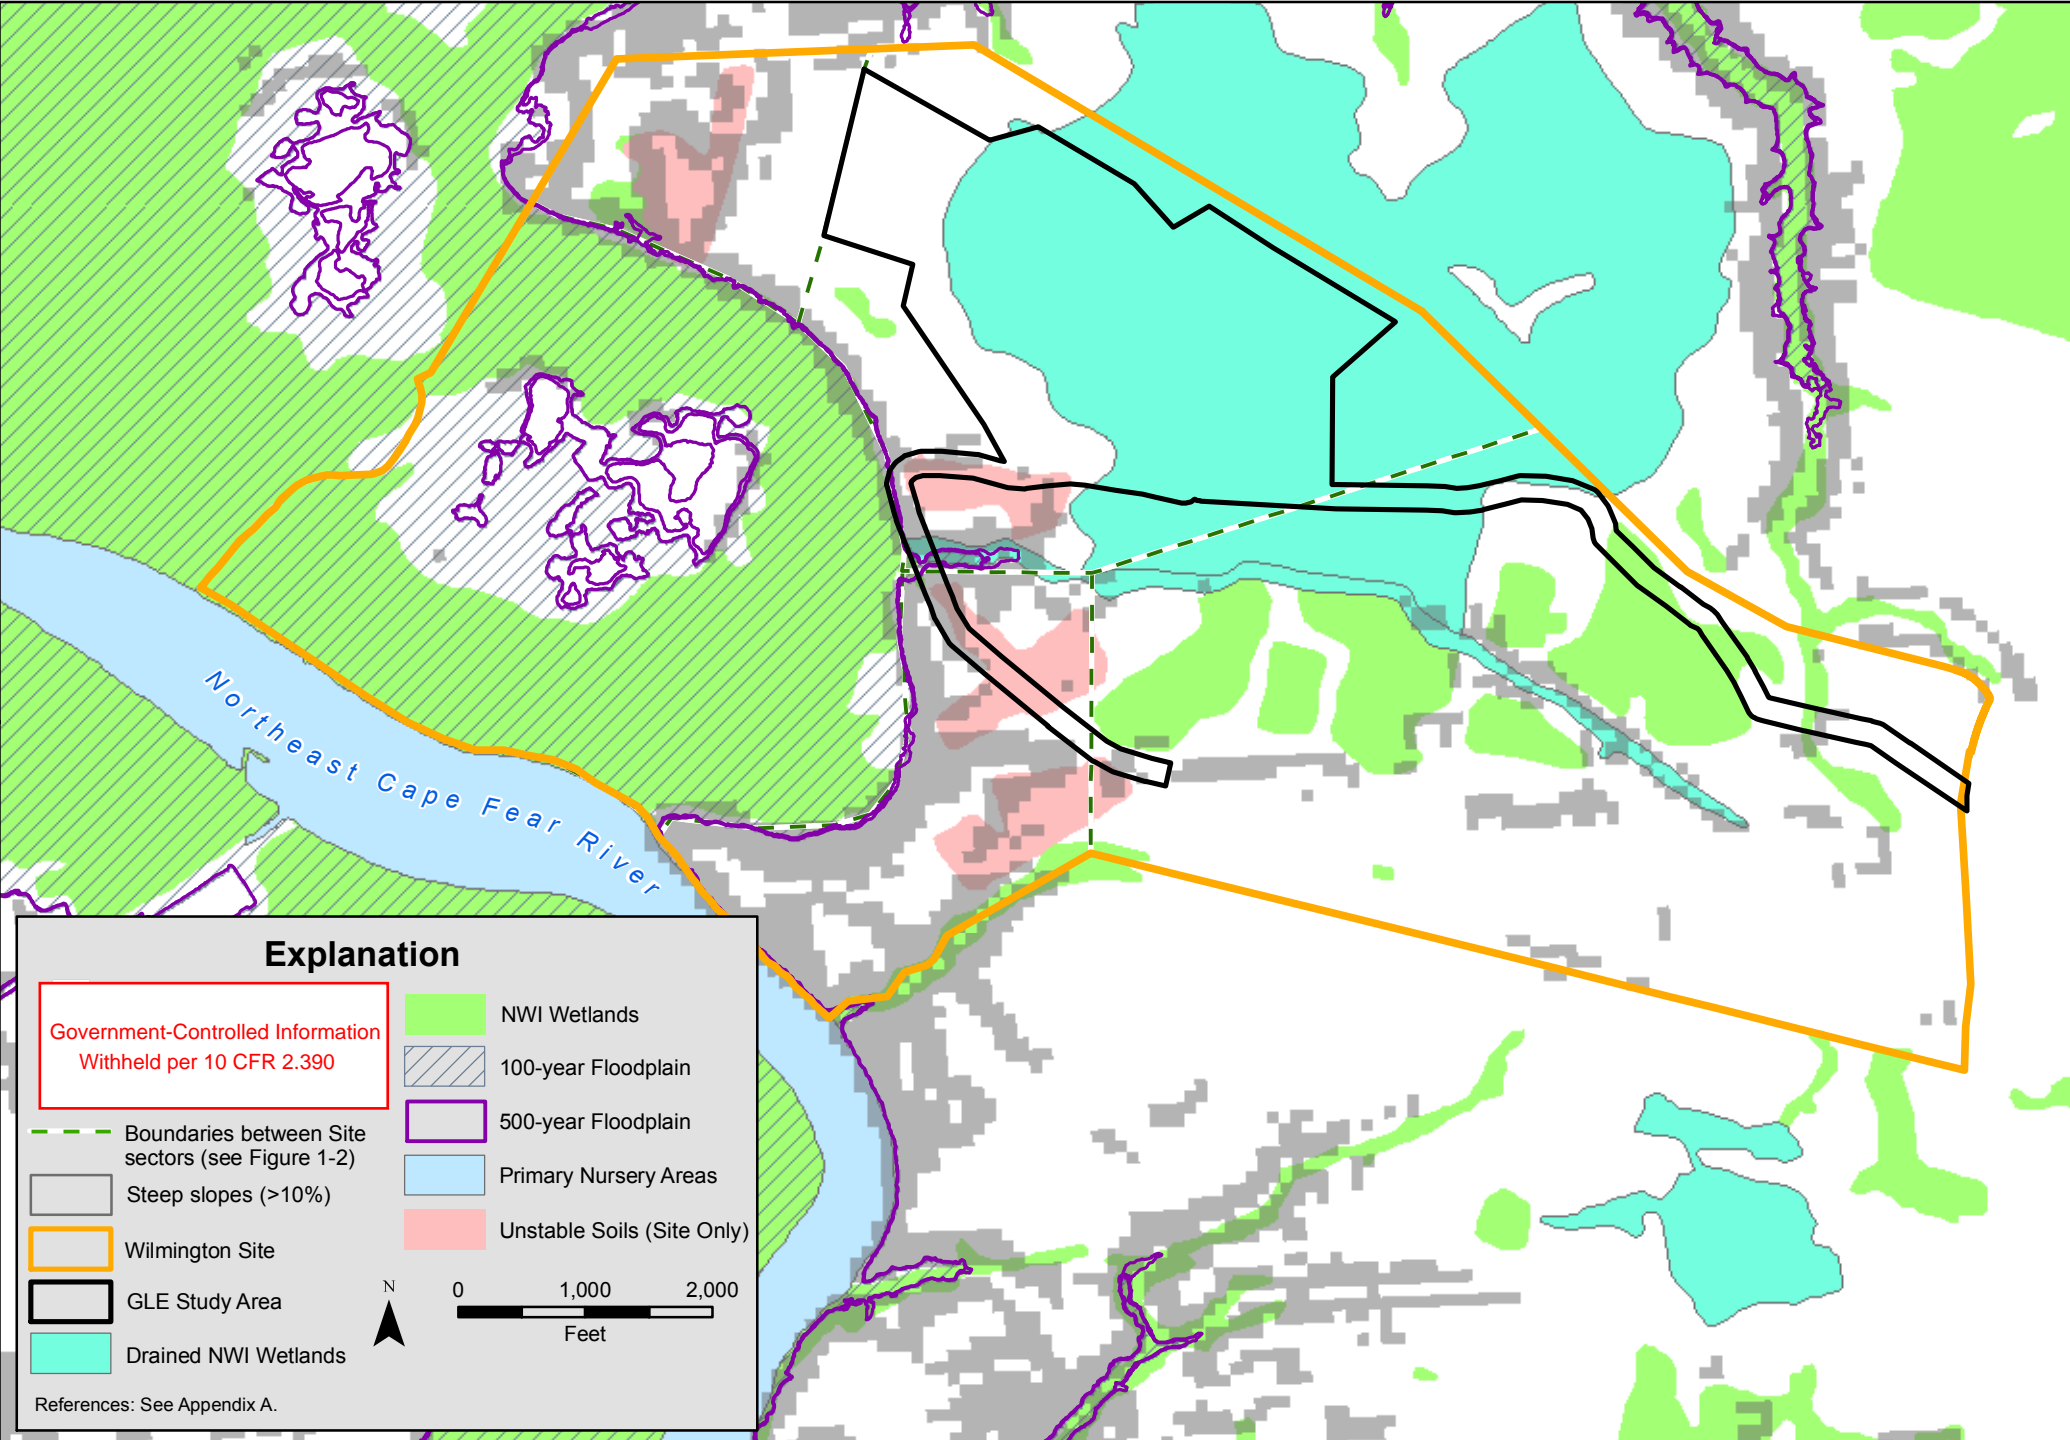 Northeast Cape Fear River
Explanation
Government-Controlled Information
Withheld per 10 CFR 2.390
Boundaries between Site
sectors (see Figure 1-2)
Steep slopes (>10%)
Wilmington Site
GLE Study Area
Drained NWI Wetlands
NWI Wetlands
100-year Floodplain
500-year Floodplain
Primary Nursery Areas
Unstable Soils (Site Only)
N
0 1,000 2,000
Feet
References: See Appendix A.